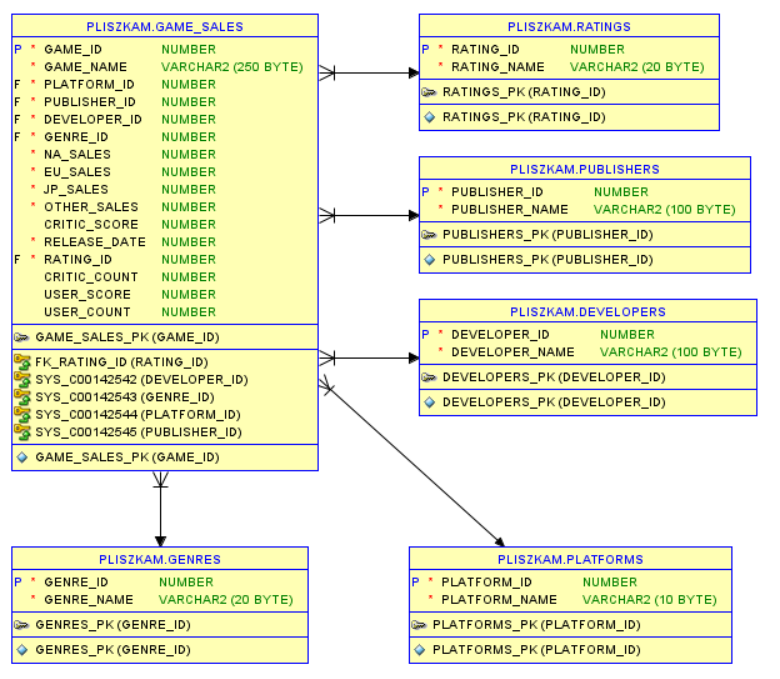 PLISZKAM.GAME_SALES
P * GAME_ID NUMBER
* GAME_NAME VARCHAR2 (250 BYTE)
F * PLATFORM_ID NUMBER
F * PUBLISHER_ID NUMBER
F * DEVELOPER_ID NUMBER
F * GENRE_ID NUMBER
* NA_SALES NUMBER
* EU_SALES NUMBER
* JP_SALES NUMBER
* OTHER_SALES NUMBER
CRITIC_SCORE NUMBER
* RELEASE_DATE NUMBER
F * RATING_ID NUMBER
CRITIC_COUNT NUMBER
USER_SCORE NUMBER
USER_COUNT NUMBER
GAME_SALES_PK (GAME_ID)
FK_RATING_ID (RATING_ID)
SYS_C00142542 (DEVELOPER_ID)
SYS_C00142543 (GENRE_ID)
SYS_C00142544 (PLATFORM_ID)
SYS_C00142545 (PUBLISHER_ID)
GAME_SALES_PK (GAME_ID)
PLISZKAM.RATINGS
P * RATING_ID NUMBER
* RATING_NAME VARCHAR2 (20 BYTE)
RATINGS_PK (RATING_ID)
RATINGS_PK (RATING_ID)
PLISZKAM.PUBLISHERS
P * PUBLISHER_ID NUMBER
* PUBLISHER_NAME VARCHAR2 (100 BYTE)
PUBLISHERS_PK (PUBLISHER_ID)
PUBLISHERS_PK (PUBLISHER_ID)
PLISZKAM.DEVELOPERS
P * DEVELOPER_ID NUMBER
* DEVELOPER_NAME VARCHAR2 (100 BYTE)
DEVELOPERS_PK (DEVELOPER_ID)
DEVELOPERS_PK (DEVELOPER_ID)
PLISZKAM.GENRES
P * GENRE_ID NUMBER
* GENRE_NAME VARCHAR2 (20 BYTE)
GENRES_PK (GENRE_ID)
GENRES_PK (GENRE_ID)
PLISZKAM.PLATFORMS
P * PLATFORM_ID NUMBER
* PLATFORM_NAME VARCHAR2 (10 BYTE)
PLATFORMS_PK (PLATFORM_ID)
PLATFORMS_PK (PLATFORM_ID)